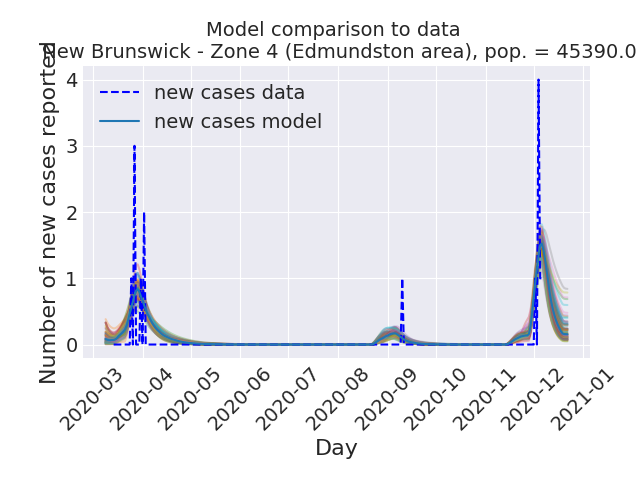 Model comparison to data
New Brunswick - Zone 4 (Edmundston area), pop. = 45390.0
Number of new cases reported
4
3
2
1
0
new cases data
new cases model
2020-03
2020-04
2020-05
2020-06
2020-07
2020-08
2020-09
2020-10
2020-11
2020-12
2021-01
Day